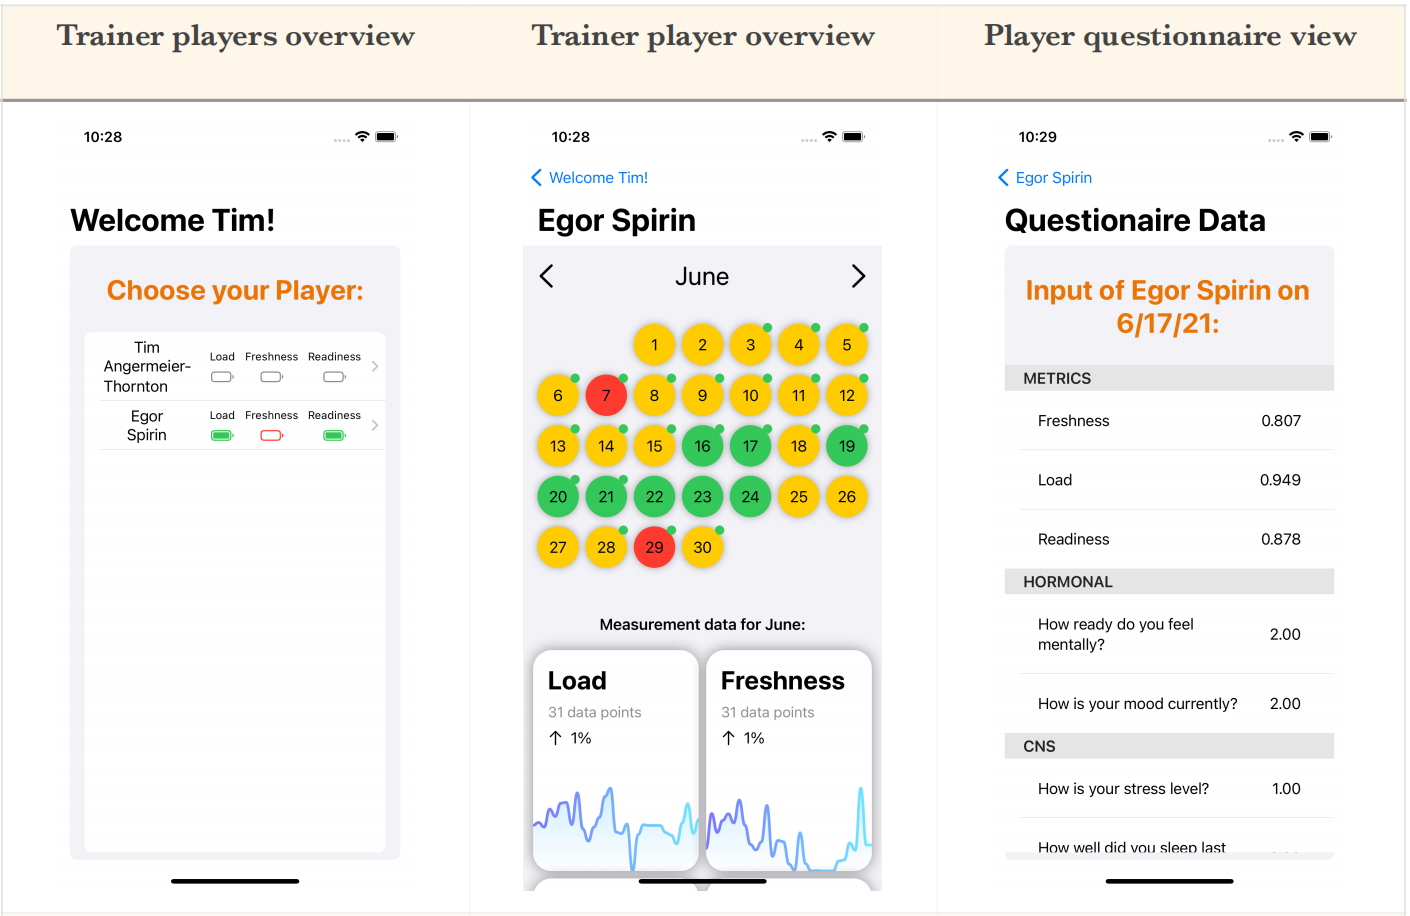 Trainer players overview
Trainer player overview
Player questionnaire view
10:28
Welcome Tim!
Choose your Player:
Tim
Angermeier-
Thornton
Load Freshness Readiness
Egor
Spirin
Load Freshness Readiness
10:28
Welcome Tim!
Egor Spirin
June
1 2 3 4 5
6 7 8 9 10 11 12
13 14 15 16 17 18 19
20 21 22 23 24 25 26
27 28 29 30
Measurement data for June:
Load
31 data points
↑ 1%
Freshness
31 data points
↑ 1%
10:29
Egor Spirin
Questionaire Data
Input of Egor Spirin on
6/17/21:
METRICS
Freshness 0.807
Load 0.949
Readiness 0.878
HORMONAL
How ready do you feel
mentally? 2.00
How is your mood currently? 2.00
CNS
How is your stress level? 1.00
How well did you sleep last